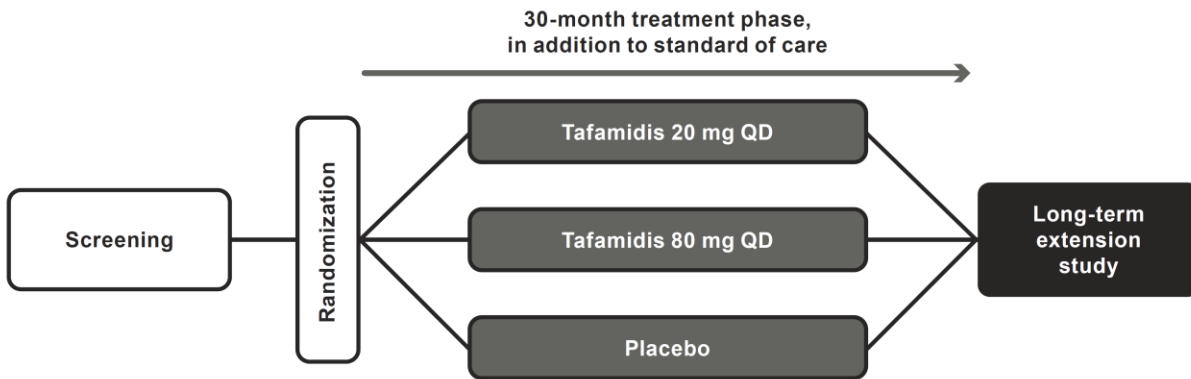 30-month treatment phase,
in addition to standard of care
Screening
Randomization
Tafamidis 20 mg QD
Tafamidis 80 mg QD
Placebo
Long-term
extension
study